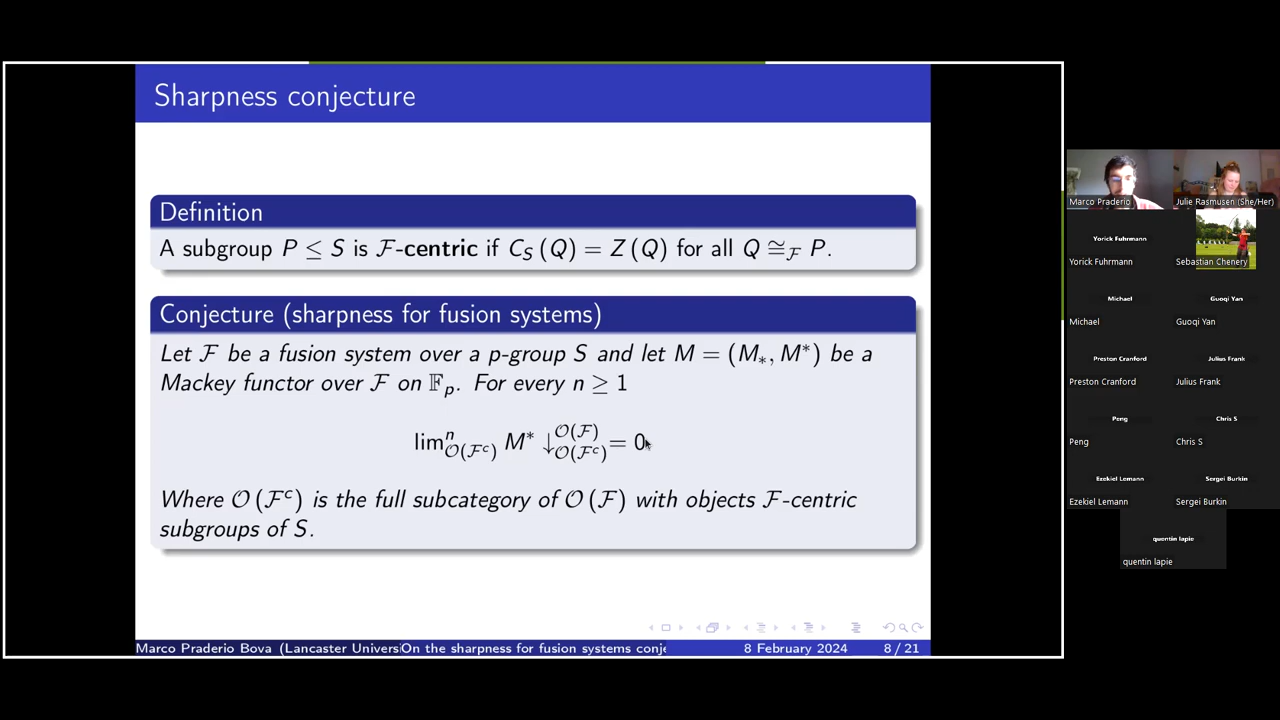 Sharpness conjecture
Definition
A subgroup P ≤ S is F-centric if C_S (Q) = Z (Q) for all Q ≅_F P.
Conjecture (sharpness for fusion systems)
Let F be a fusion system over a p-group S and let M = (M_*, M^*) be a
Mackey functor over F on 𝔽_p. For every n ≥ 1
lim^n_{O(F^c)} M^* ↓^{O(F)}_{O(F^c)} = 0
Where O (F^c) is the full subcategory of O (F) with objects F-centric
subgroups of S.
Marco Praderio Bova (Lancaster Universi
On the sharpness for fusion systems conje
8 February 2024
8 / 21
Marco Praderio
Julie Rasmusen (She/Her)
Yorick Fuhrmann
Yorick Fuhrmann
Sebastian Chenery
Michael
Michael
Guoqi Yan
Guoqi Yan
Preston Cranford
Preston Cranford
Julius Frank
Julius Frank
Peng
Peng
Chris S
Chris S
Ezekiel Lemann
Ezekiel Lemann
Sergei Burkin
Sergei Burkin
quentin lapie
quentin lapie